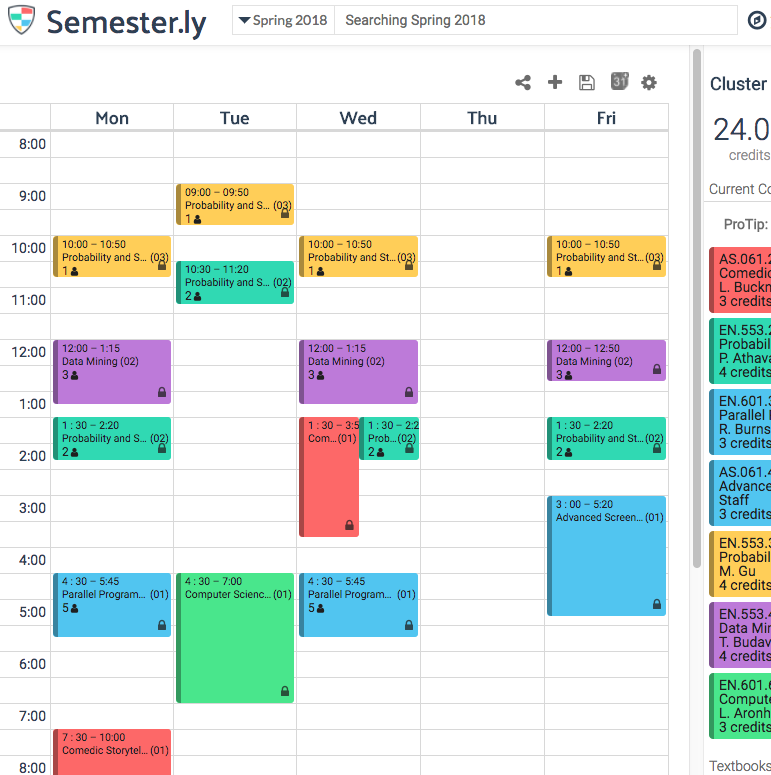 Semester.ly
Spring 2018
Searching Spring 2018
31
Mon Tue Wed Thu Fri
8:00
9:00
10:00
11:00
12:00
1:00
2:00
3:00
4:00
5:00
6:00
7:00
8:00
10:00 – 10:50
Probability and S... (03)
1
12:00 – 1:15
Data Mining (02)
3
1 : 30 – 2:20
Probability and S... (02)
2
4 : 30 – 5:45
Parallel Program... (01)
5
7 : 30 – 10:00
Comedic Storytel... (01)
09:00 – 09:50
Probability and S... (03)
1
10:30 – 11:20
Probability and S... (02)
2
4 : 30 – 7:00
Computer Scienc... (01)
10:00 – 10:50
Probability and St... (03)
1
12:00 – 1:15
Data Mining (02)
3
1 : 30 – 3:5
Com... (01)
1 : 30 – 2:2
Prob... (02)
2
4 : 30 – 5:45
Parallel Program... (01)
5
10:00 – 10:50
Probability and St... (03)
1
12:00 – 12:50
Data Mining (02)
3
1 : 30 – 2:20
Probability and St... (02)
2
3 : 00 – 5:20
Advanced Screen... (01)
Cluster
24.0
credits
Current Co
ProTip:
AS.061.2
Comedic
L. Buckn
3 credits
EN.553.2
Probabil
P. Athava
4 credits
EN.601.3
Parallel
R. Burns
3 credits
AS.061.4
Advance
Staff
3 credits
EN.553.3
Probabil
M. Gu
4 credits
EN.553.4
Data Min
T. Budav
4 credits
EN.601.6
Compute
L. Aronh
3 credits
Textbooks